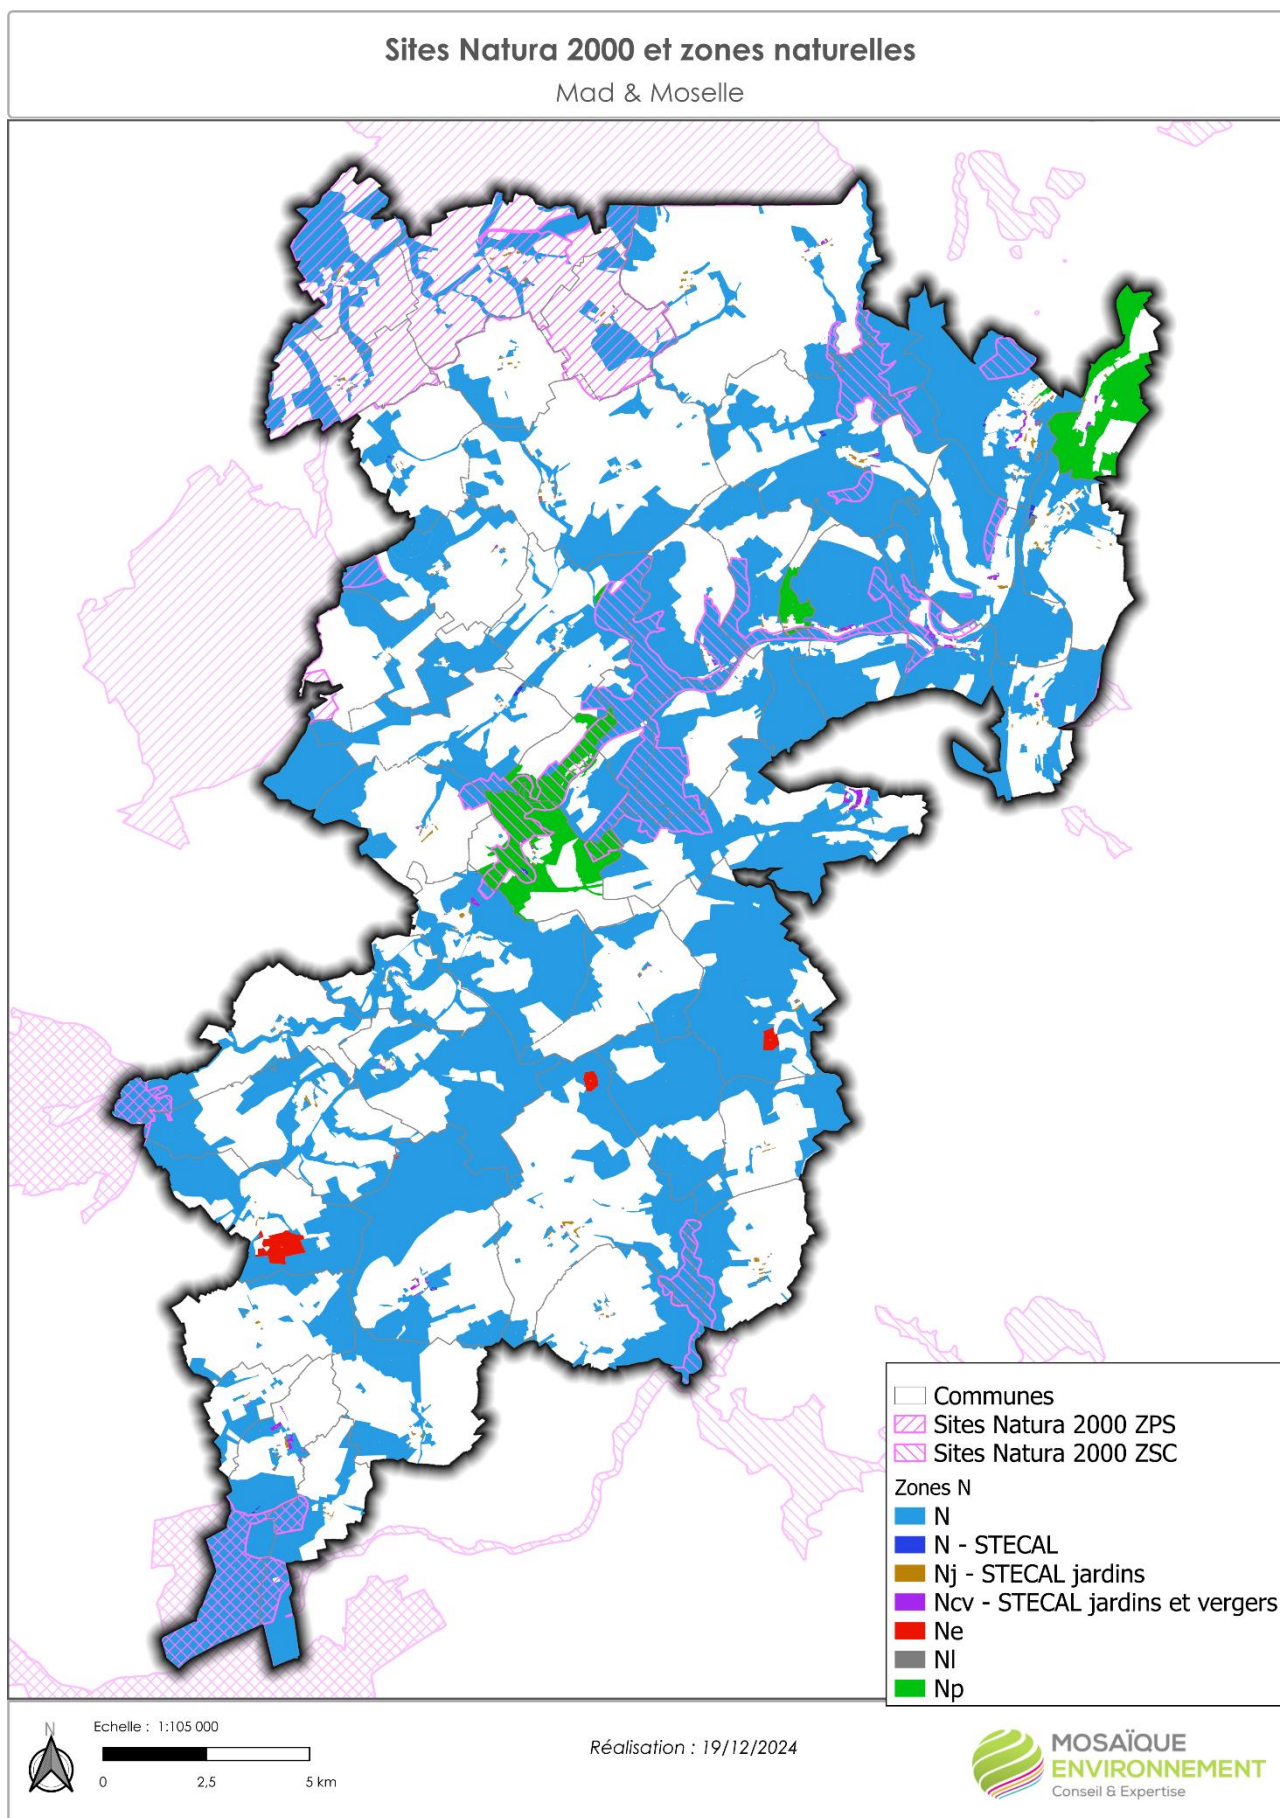 Sites Natura 2000 et zones naturelles
Mad & Moselle
Communes
Sites Natura 2000 ZPS
Sites Natura 2000 ZSC
Zones N
N
N - STECAL
Nj - STECAL jardins
Ncv - STECAL jardins et vergers
Ne
Nl
Np
N
Echelle : 1:105 000
0 2,5 5 km
Réalisation : 19/12/2024
MOSAÏQUE
ENVIRONNEMENT
Conseil & Expertise